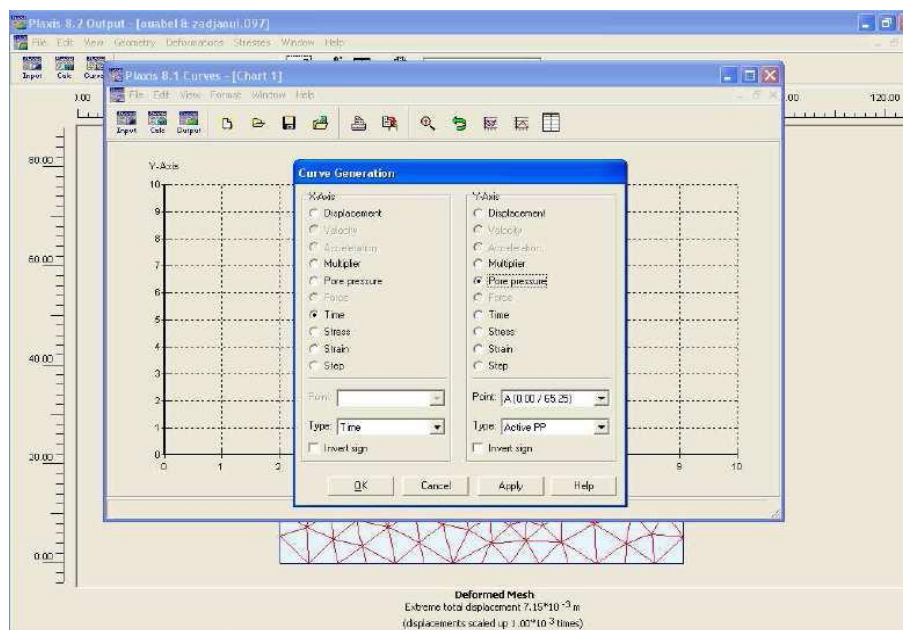 Plaxis 8.2 Output - [ouabel & zadjaoui.097]
File Edit View Geometry Deformations Stresses Window Help
Input Calc Curve
Plaxis 8.1 Curves - [Chart 1]
File Edit View Format Window Help
Input Calc Output
0.00
.00
120.00
80.00
60.00
40.00
20.00
0.00
Y-Axis
10
9
8
7
6
5
4
3
2
1
0
0 1 2 9 10
Curve Generation
X-Axis
Displacement
Velocity
Acceleration
Multiplier
Pore pressure
Force
Time
Stress
Strain
Step
Point:
Type: Time
Invert sign
Y-Axis
Displacement
Velocity
Acceleration
Multiplier
Pore pressure
Force
Time
Stress
Strain
Step
Point: A (0.00 / 65.25)
Type: Active PP
Invert sign
OK Cancel Apply Help
Deformed Mesh
Extreme total displacement 7.15*10 -3 m
(displacements scaled up 1.00*10 3 times)